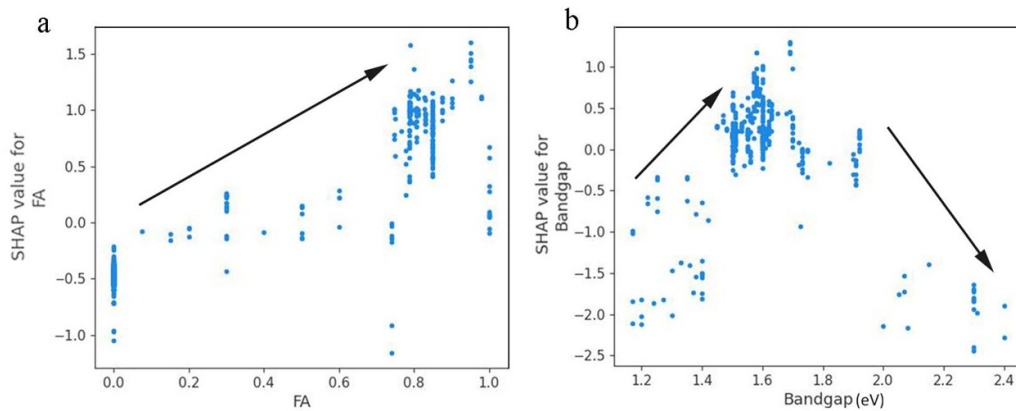 a
1.5
1.0
0.5
0.0
−0.5
−1.0
SHAP value for
FA
0.0 0.2 0.4 0.6 0.8 1.0
FA
b
1.0
0.5
0.0
−0.5
−1.0
−1.5
−2.0
−2.5
SHAP value for
Bandgap
1.2 1.4 1.6 1.8 2.0 2.2 2.4
Bandgap (eV)